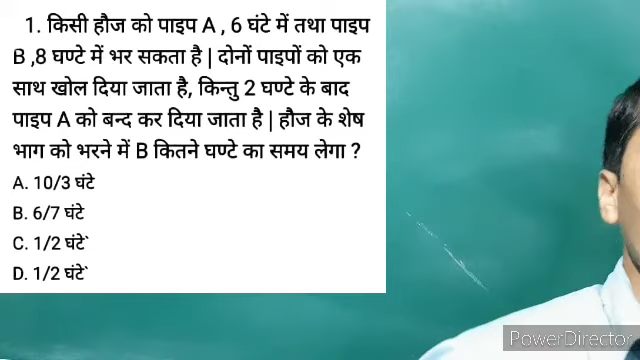 1. किसी हौज को पाइप A , 6 घंटे में तथा पाइप
B ,8 घण्टे में भर सकता है | दोनों पाइपों को एक
साथ खोल दिया जाता है, किन्तु 2 घण्टे के बाद
पाइप A को बन्द कर दिया जाता है | हौज के शेष
भाग को भरने में B कितने घण्टे का समय लेगा ?
A. 10/3 घंटे
B. 6/7 घंटे
C. 1/2 घंटे`
D. 1/2 घंटे`
PowerDirector